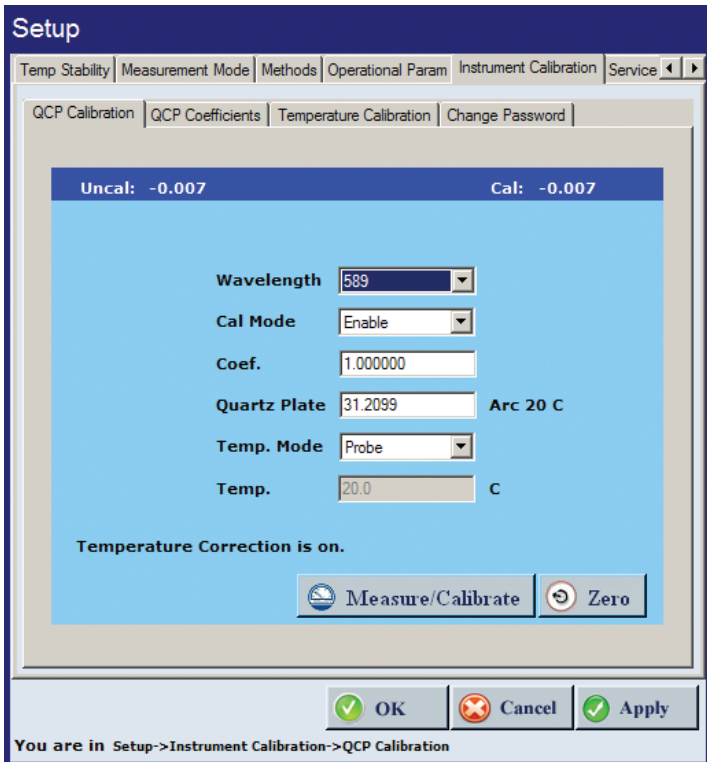 Setup
Temp Stability Measurement Mode Methods Operational Param Instrument Calibration Service
QCP Calibration QCP Coefficients Temperature Calibration Change Password
Uncal: -0.007 Cal: -0.007
Wavelength 589
Cal Mode Enable
Coef. 1.000000
Quartz Plate 31.2099 Arc 20 C
Temp. Mode Probe
Temp. 20.0 C
Temperature Correction is on.
Measure/Calibrate Zero
OK Cancel Apply
You are in Setup->Instrument Calibration->QCP Calibration